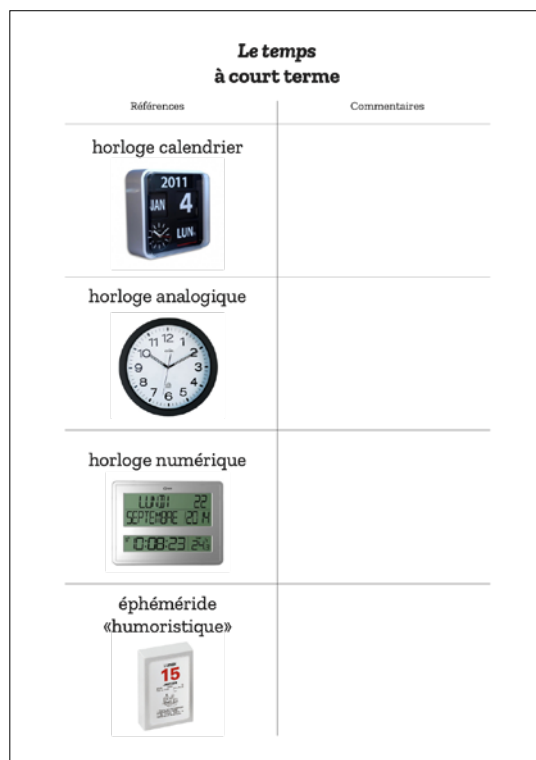 Le temps
à court terme
Références
Commentaires
horloge calendrier
2011
JAN
4
LUN
horloge analogique
12
11
1
10
2
9
3
8
4
7
5
6
horloge numérique
LUNDI 22
SEPTEMBRE 2014
10:08:23
éphéméride
«humoristique»
15